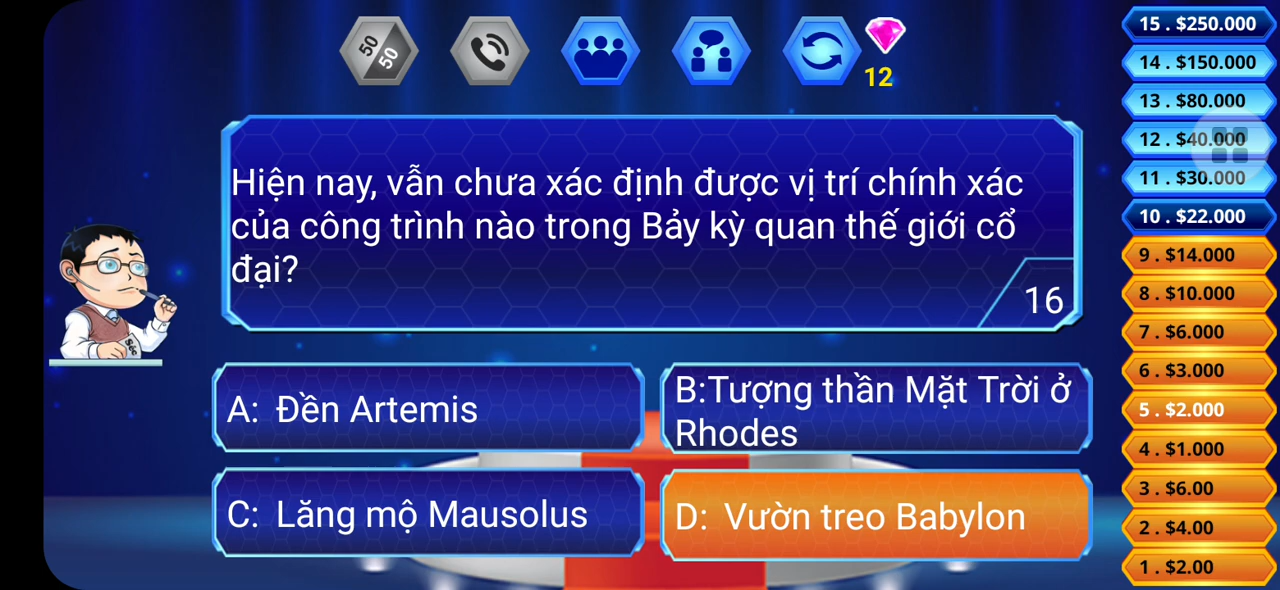 50
50
12
Hiện nay, vẫn chưa xác định được vị trí chính xác
của công trình nào trong Bảy kỳ quan thế giới cổ
đại?
16
A: Đền Artemis
B:Tượng thần Mặt Trời ở
Rhodes
C: Lăng mộ Mausolus
D: Vườn treo Babylon
15 . $250.000
14 . $150.000
13 . $80.000
12 . $40.000
11 . $30.000
10 . $22.000
9 . $14.000
8 . $10.000
7 . $6.000
6 . $3.000
5 . $2.000
4 . $1.000
3 . $6.00
2 . $4.00
1 . $2.00